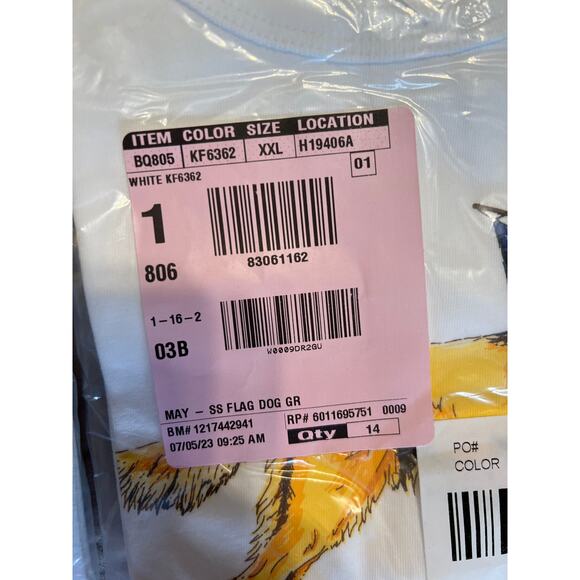 ITEM COLOR SIZE LOCATION
BQ805 KF6362 XXL H19406A
WHITE KF6362
01
1
83061162
806
1-16-2
03B
W0009DR2GU
MAY - SS FLAG DOG GR
BM# 1217442941
RP# 6011695751 0009
07/05/23 09:25 AM
Qty 14
PO#
COLOR